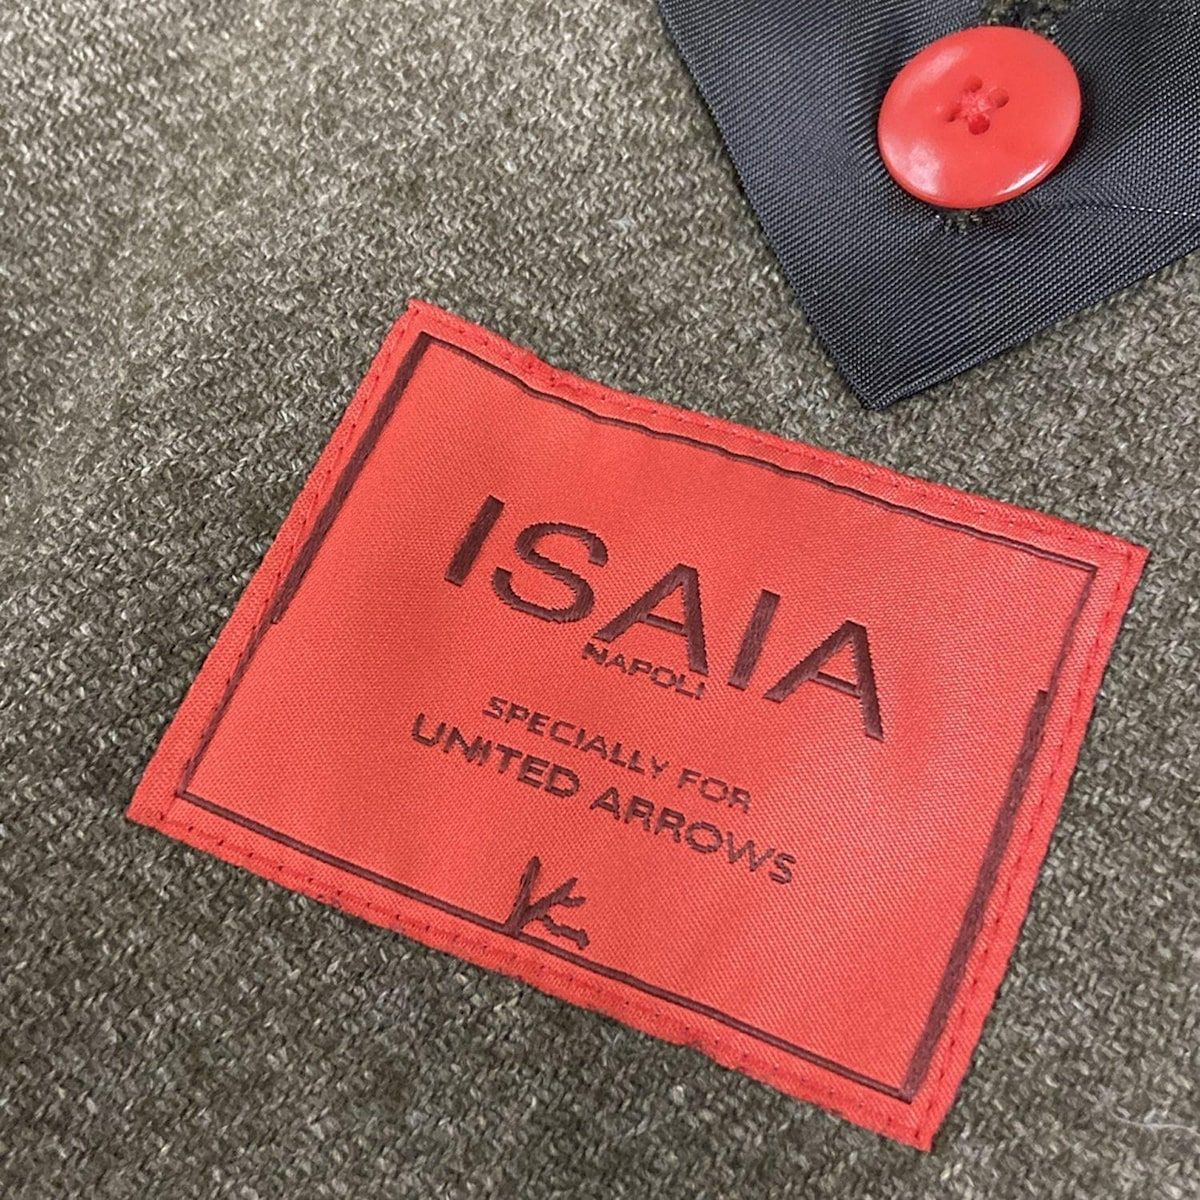 ISAIA
NAPOLI
SPECIALLY FOR
UNITED ARROWS